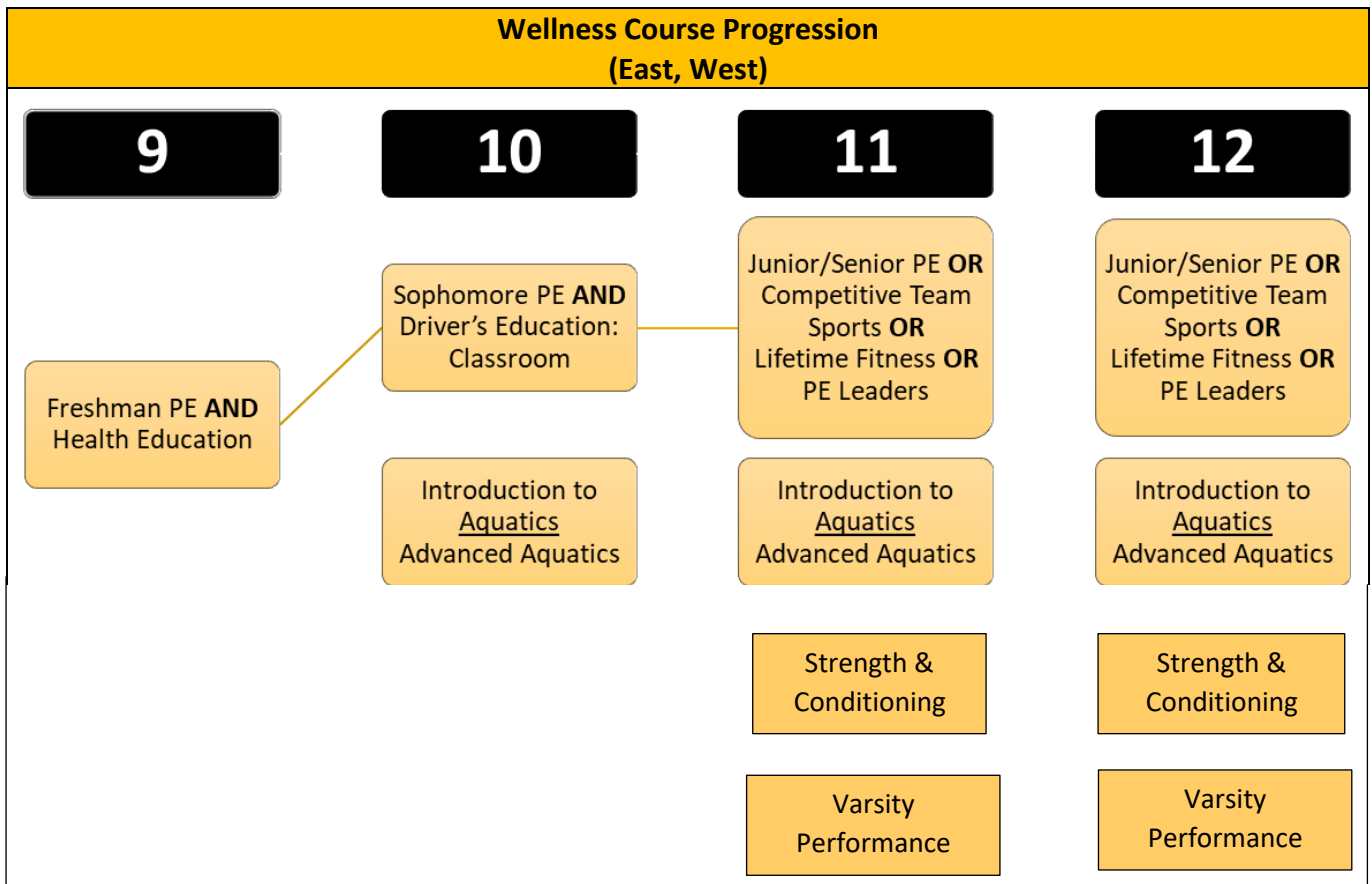 Wellness Course Progression
(East, West)
9
10
11
12
Freshman PE AND
Health Education
Sophomore PE AND
Driver’s Education:
Classroom
Introduction to
Aquatics
Advanced Aquatics
Junior/Senior PE OR
Competitive Team
Sports OR
Lifetime Fitness OR
PE Leaders
Introduction to
Aquatics
Advanced Aquatics
Strength &
Conditioning
Varsity
Performance
Junior/Senior PE OR
Competitive Team
Sports OR
Lifetime Fitness OR
PE Leaders
Introduction to
Aquatics
Advanced Aquatics
Strength &
Conditioning
Varsity
Performance